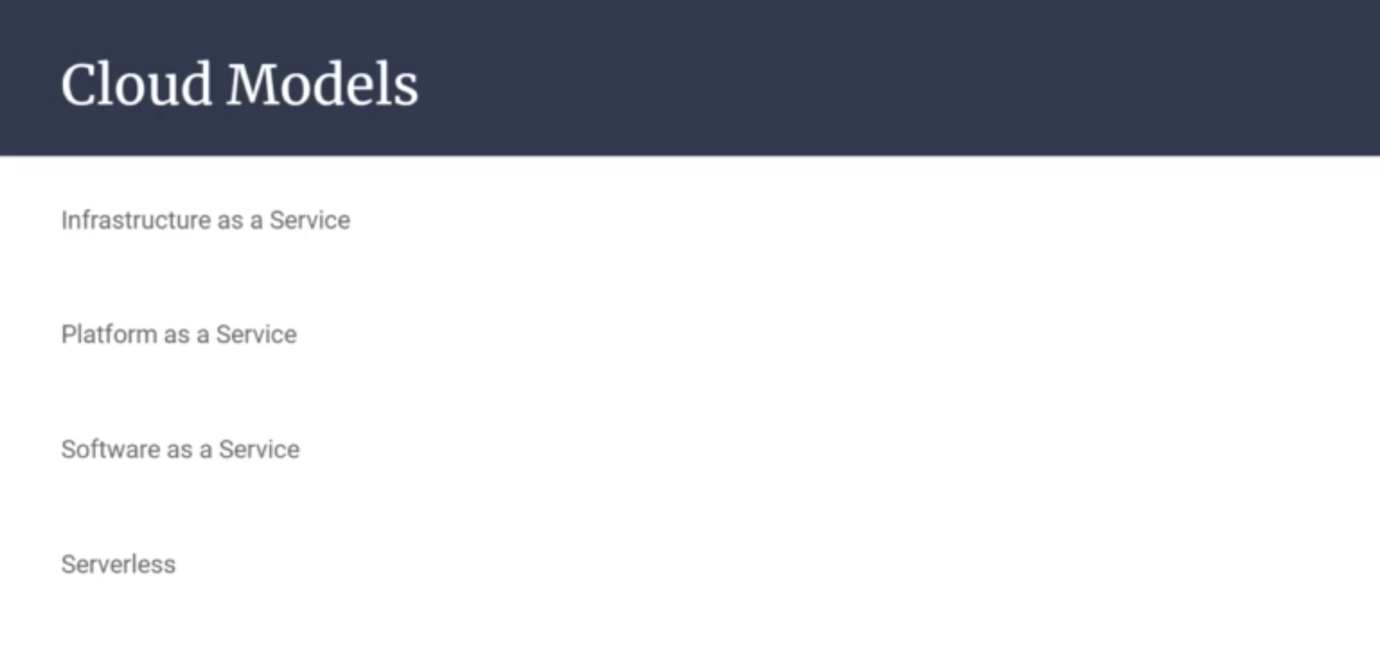 Cloud Models
Infrastructure as a Service
Platform as a Service
Software as a Service
Serverless